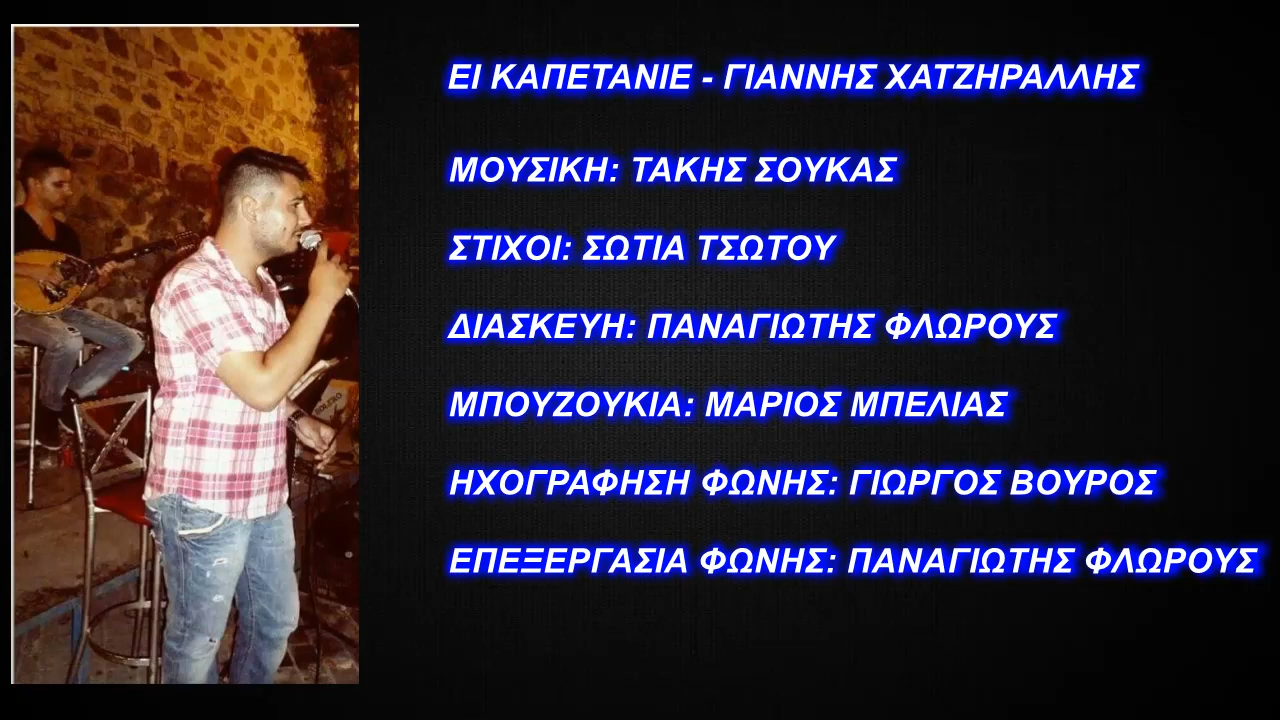 ΕΙ ΚΑΠΕΤΑΝΙΕ - ΓΙΑΝΝΗΣ ΧΑΤΖΗΡΑΛΛΗΣ
ΜΟΥΣΙΚΗ: ΤΑΚΗΣ ΣΟΥΚΑΣ
ΣΤΙΧΟΙ: ΣΩΤΙΑ ΤΣΩΤΟΥ
ΔΙΑΣΚΕΥΗ: ΠΑΝΑΓΙΩΤΗΣ ΦΛΩΡΟΥΣ
ΜΠΟΥΖΟΥΚΙΑ: ΜΑΡΙΟΣ ΜΠΕΛΙΑΣ
ΗΧΟΓΡΑΦΗΣΗ ΦΩΝΗΣ: ΓΙΩΡΓΟΣ ΒΟΥΡΟΣ
ΕΠΕΞΕΡΓΑΣΙΑ ΦΩΝΗΣ: ΠΑΝΑΓΙΩΤΗΣ ΦΛΩΡΟΥΣ